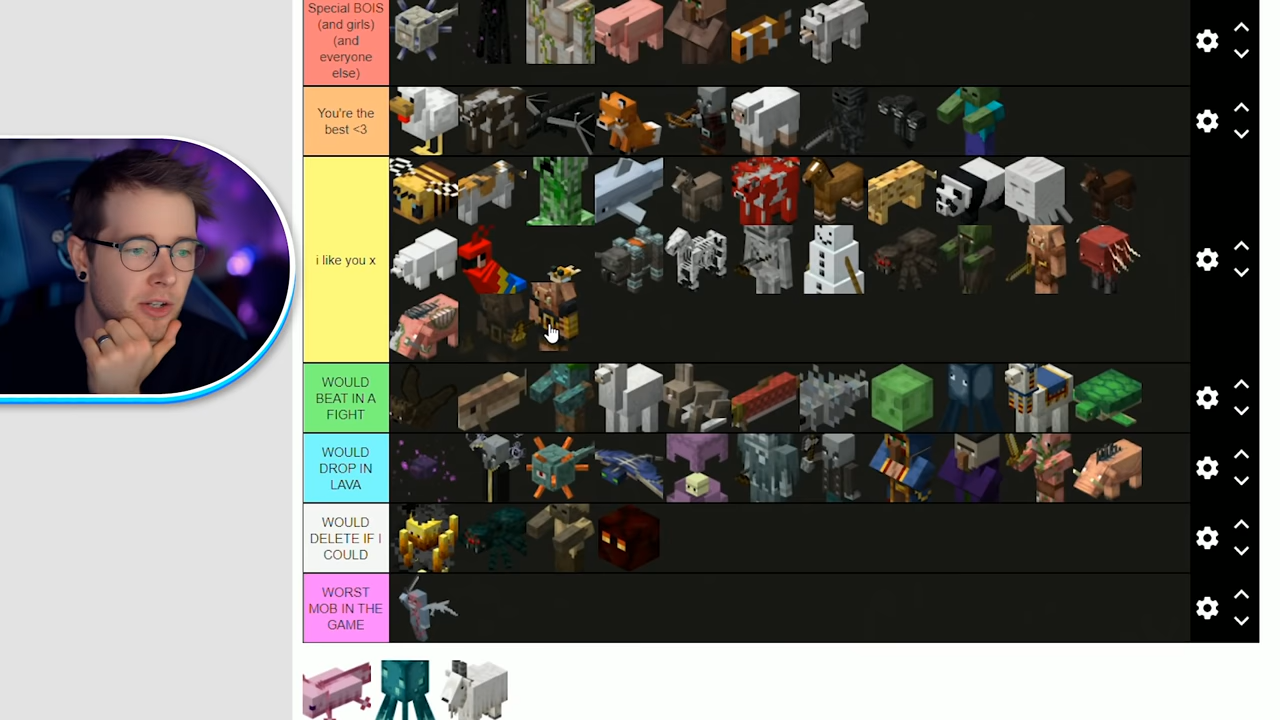 Special BOIS
(and girls)
(and
everyone
else)
You're the
best <3
i like you x
WOULD
BEAT IN A
FIGHT
WOULD
DROP IN
LAVA
WOULD
DELETE IF I
COULD
WORST
MOB IN THE
GAME